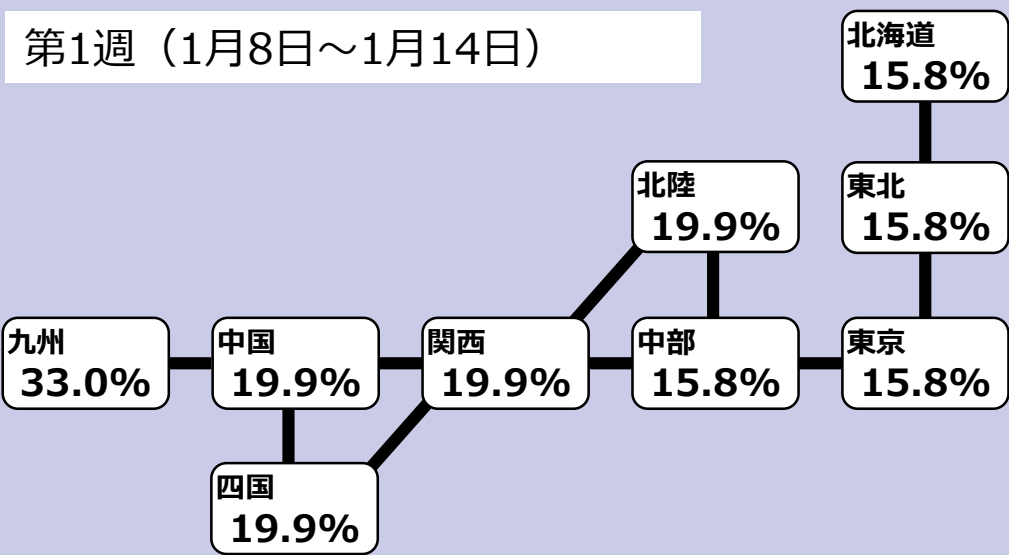 第1週（1月8日～1月14日）
北海道
15.8%
北陸
19.9%
東北
15.8%
九州
33.0%
中国
19.9%
関西
19.9%
中部
15.8%
東京
15.8%
四国
19.9%